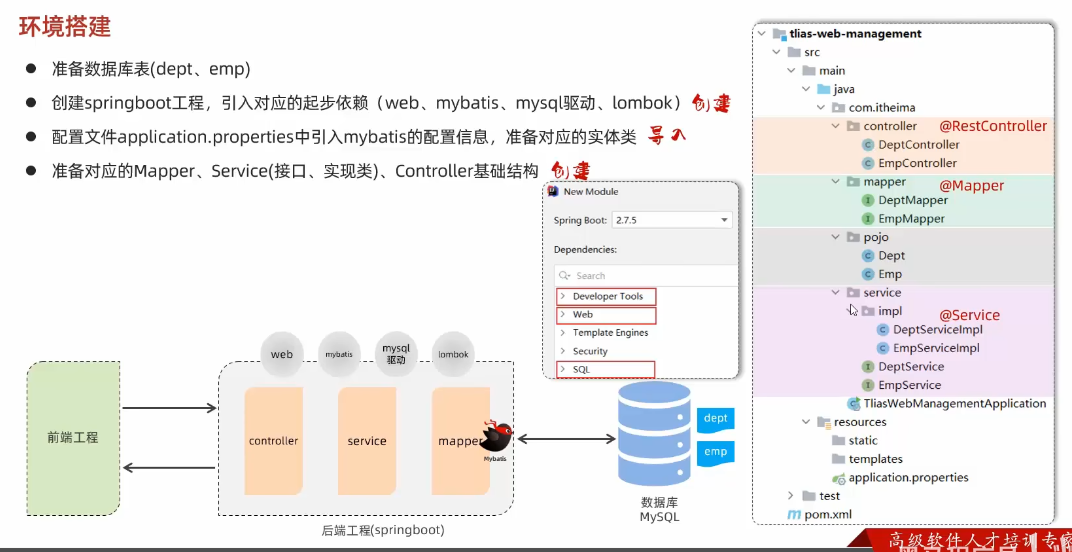 环境搭建
● 准备数据库表(dept、emp)
● 创建springboot工程，引入对应的起步依赖（web、mybatis、mysql驱动、lombok）创建
● 配置文件application.properties中引入mybatis的配置信息，准备对应的实体类 导入
● 准备对应的Mapper、Service(接口、实现类)、Controller基础结构 创建
New Module
Spring Boot: 2.7.5
Dependencies:
Search
Developer Tools
Web
Template Engines
Security
SQL
web
mybatis
mysql
驱动
lombok
前端工程
controller
service
mapper
Mybatis
dept
emp
数据库
MySQL
后端工程(springboot)
tlias-web-management
src
main
java
com.itheima
controller @RestController
DeptController
EmpController
mapper @Mapper
DeptMapper
EmpMapper
pojo
Dept
Emp
service
impl @Service
DeptServiceImpl
EmpServiceImpl
DeptService
EmpService
TliasWebManagementApplication
resources
static
templates
application.properties
test
pom.xml
高级软件人才培训专家